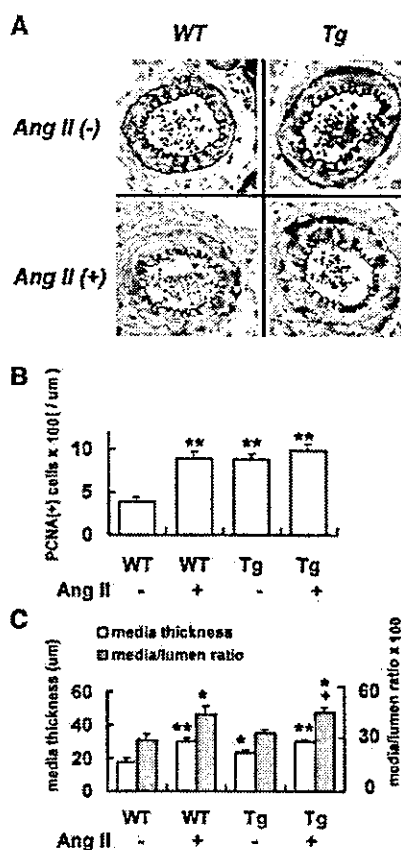 A
WT Tg
Ang II (-)
Ang II (+)
B
PCNA(+) cells x 100( / um)
10
5
0
** ** **
WT WT Tg Tg
Ang II - + - +
C
media thickness
media/lumen ratio
media thickness (um)
60
40
20
0
** * * ** * +
60
30
0
media/lumen ratio x 100
WT WT Tg Tg
Ang II - + - +